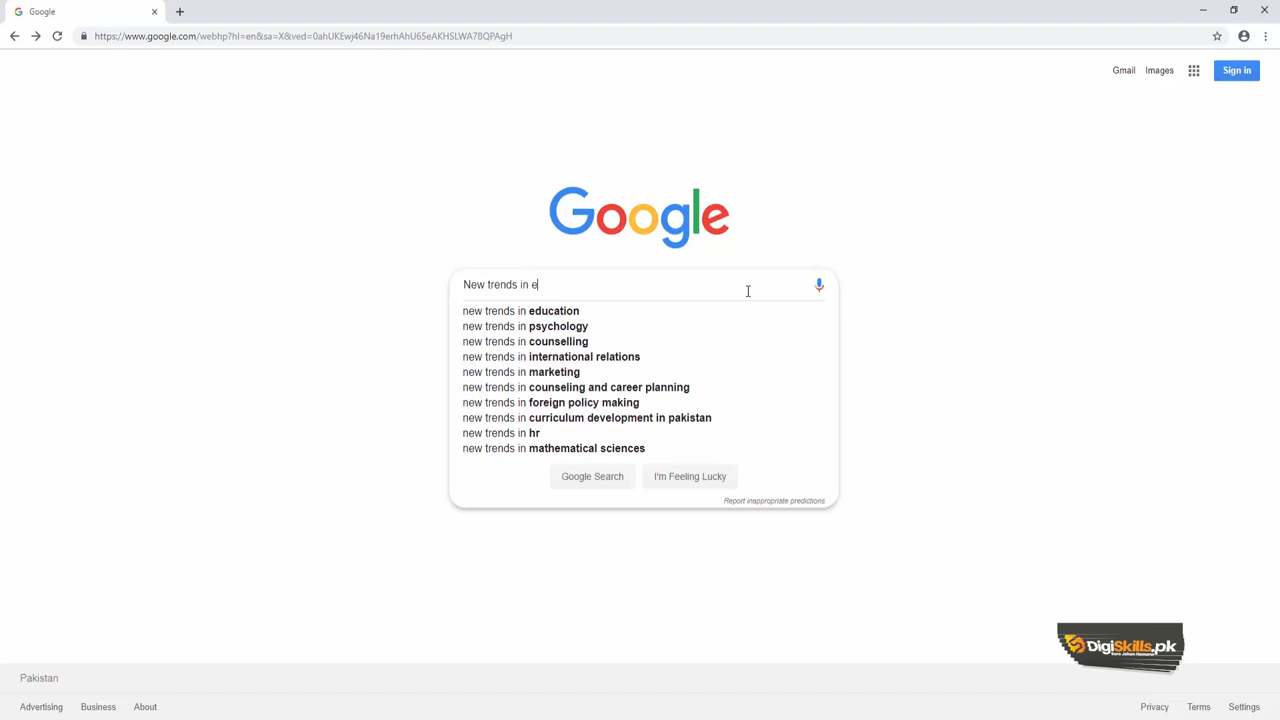 Google
https://www.google.com/webhp?hl=en&sa=X&ved=0ahUKEwj46Na19erhAhU65eAKHSLWA78QPAgH
Gmail Images Sign in
Google
New trends in e
new trends in education
new trends in psychology
new trends in counselling
new trends in international relations
new trends in marketing
new trends in counseling and career planning
new trends in foreign policy making
new trends in curriculum development in pakistan
new trends in hr
new trends in mathematical sciences
Google Search I'm Feeling Lucky
Report inappropriate predictions
DigiSkills.pk
Pakistan
Advertising Business About Privacy Terms Settings